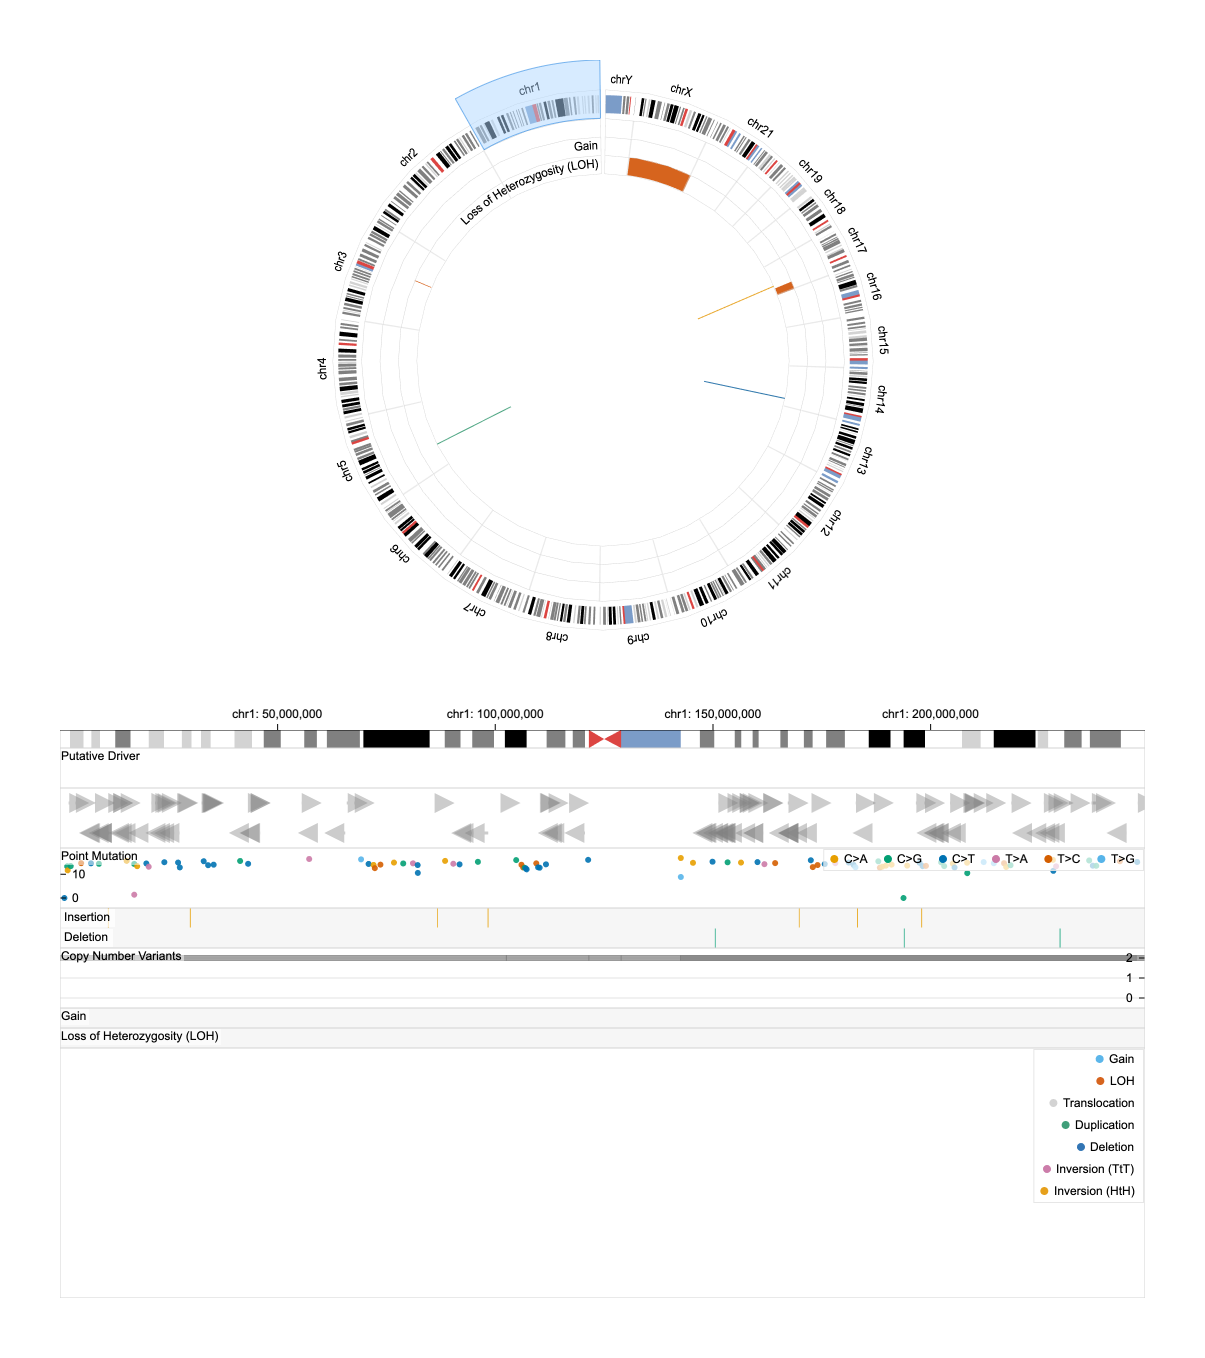 chrY
chrX
chr21
chr19
chr18
chr17
chr16
chr15
chr14
chr13
chr12
chr11
chr10
chr9
chr8
chr7
chr6
chr5
chr4
chr3
chr2
chr1
Gain
Loss of Heterozygosity (LOH)
chr1: 50,000,000 chr1: 100,000,000 chr1: 150,000,000 chr1: 200,000,000
Putative Driver
Point Mutation
C>A C>G C>T T>A T>C T>G
10
0
Insertion
Deletion
Copy Number Variants
2
1
0
Gain
Loss of Heterozygosity (LOH)
Gain
LOH
Translocation
Duplication
Deletion
Inversion (TtT)
Inversion (HtH)